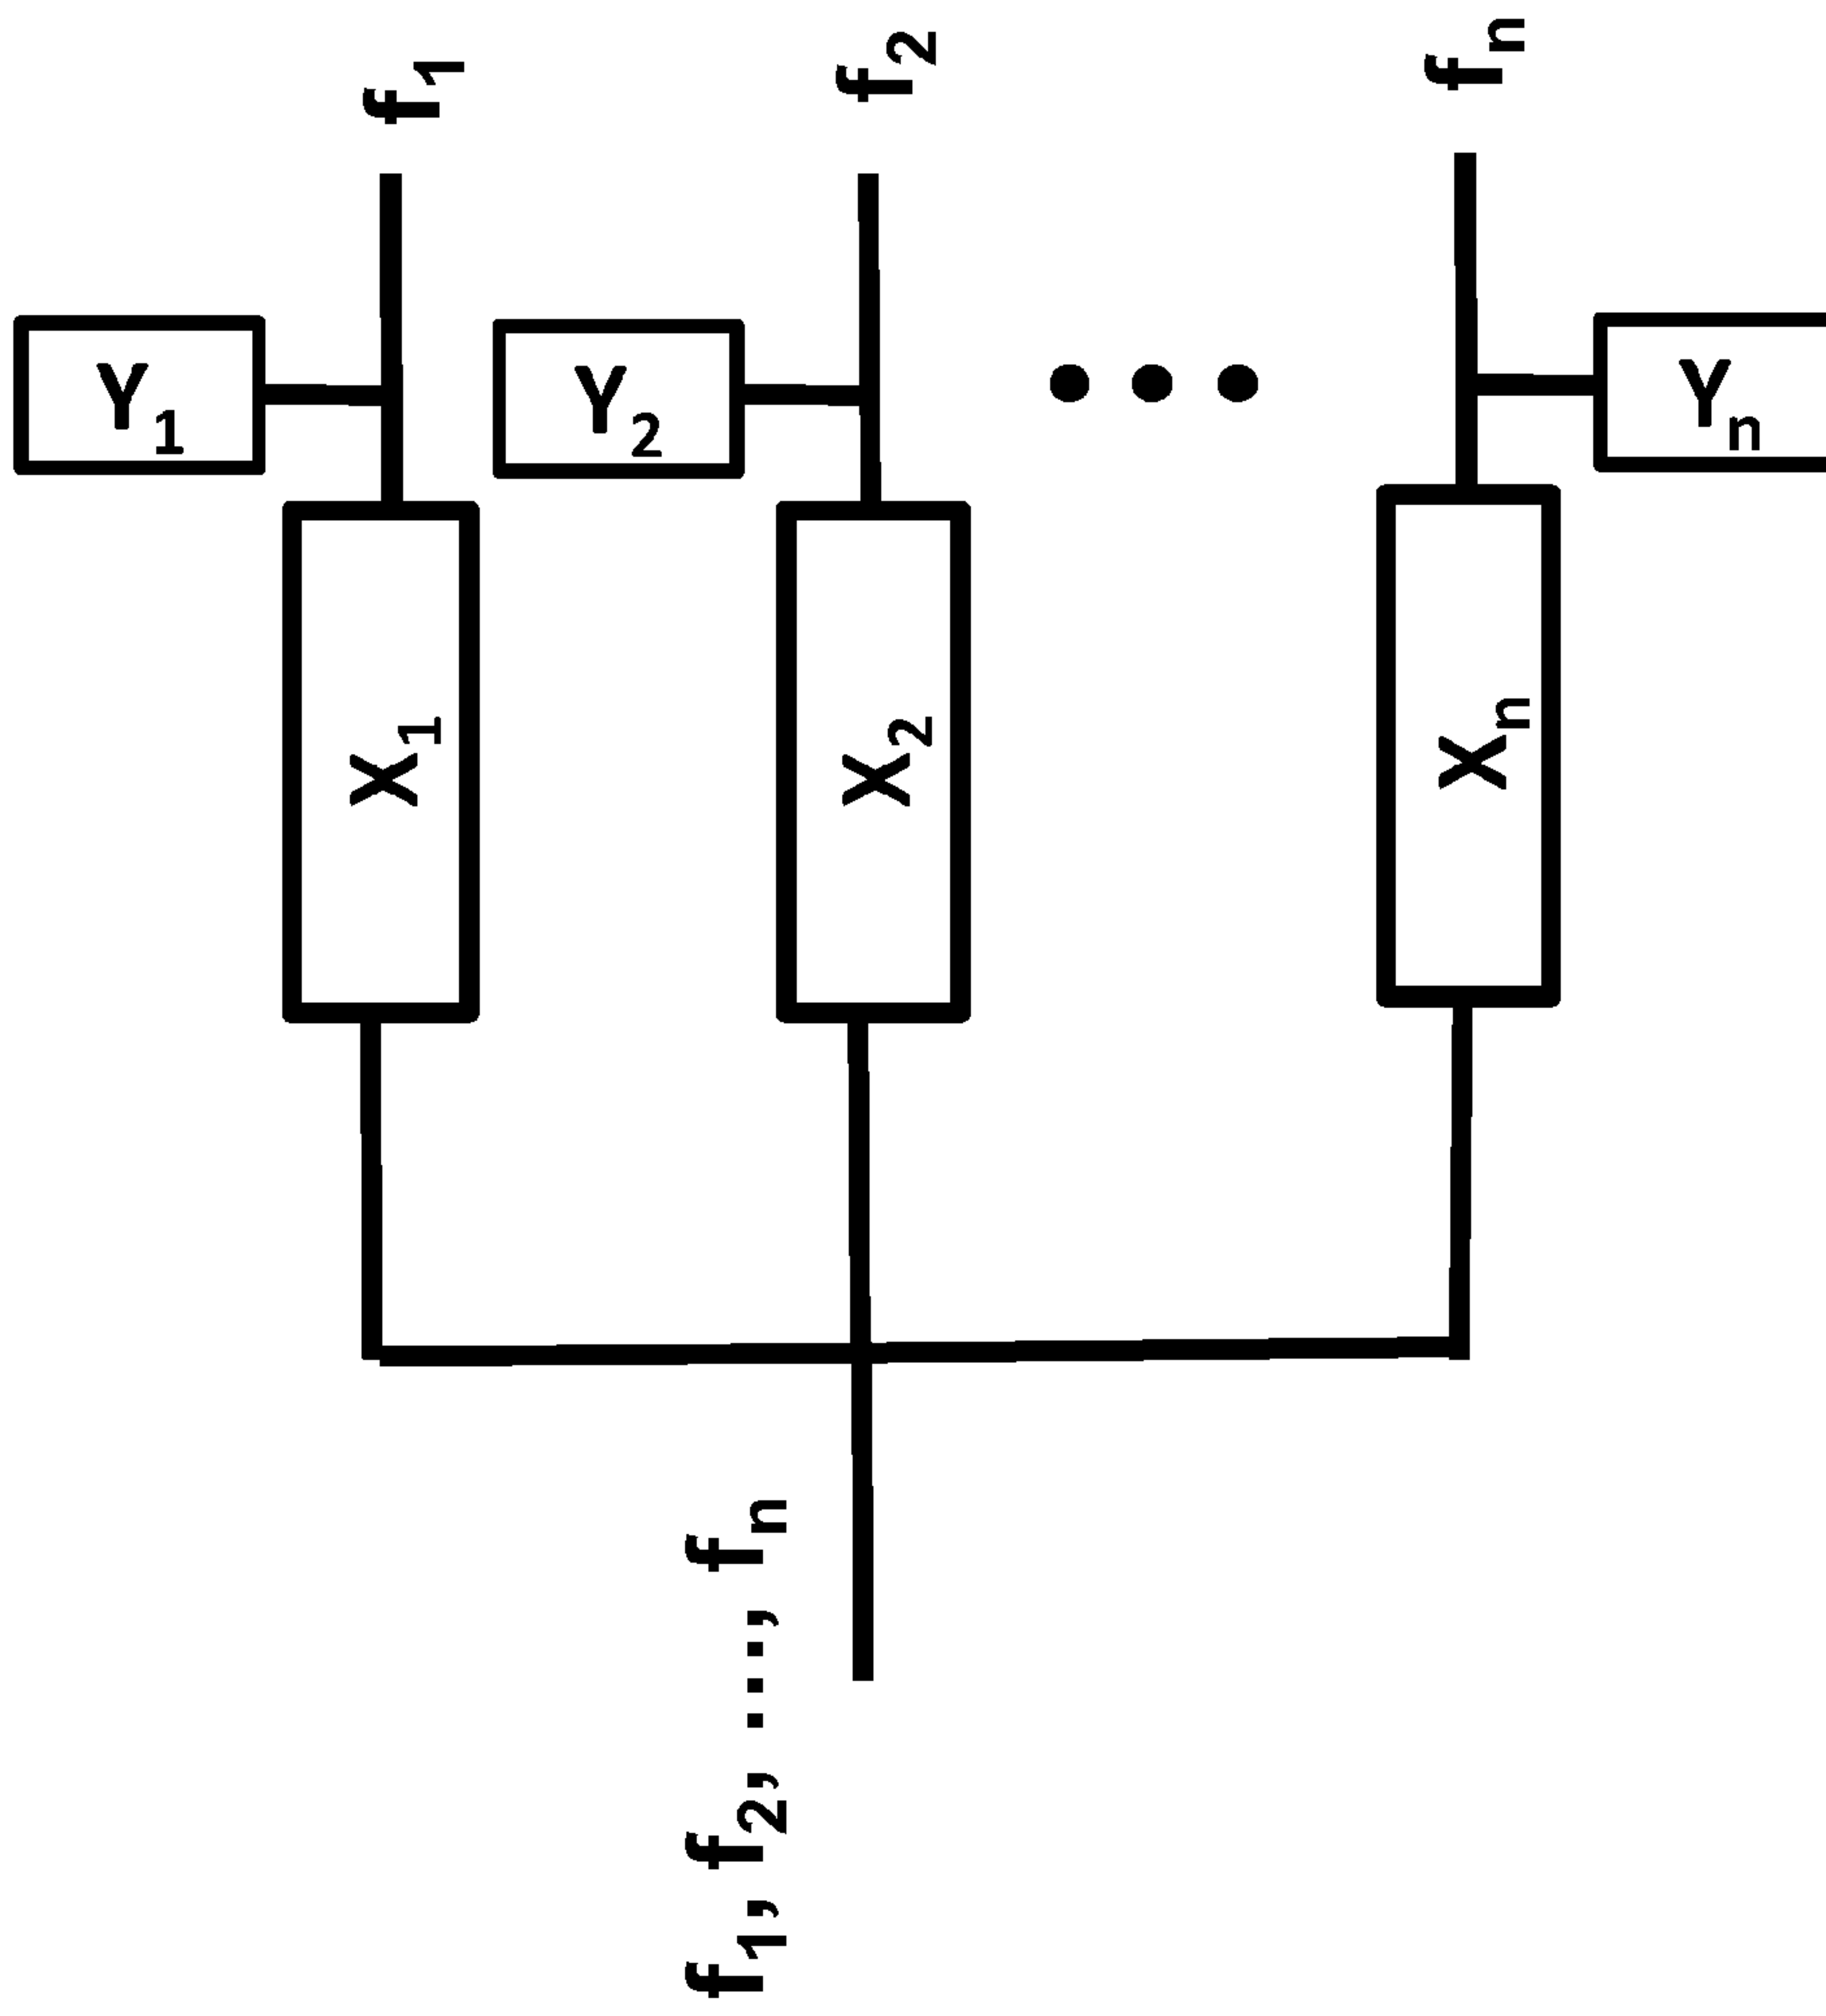 f1
f2
fn
Y1
Y2
Yn
X1
X2
Xn
f1, f2, ..., fn